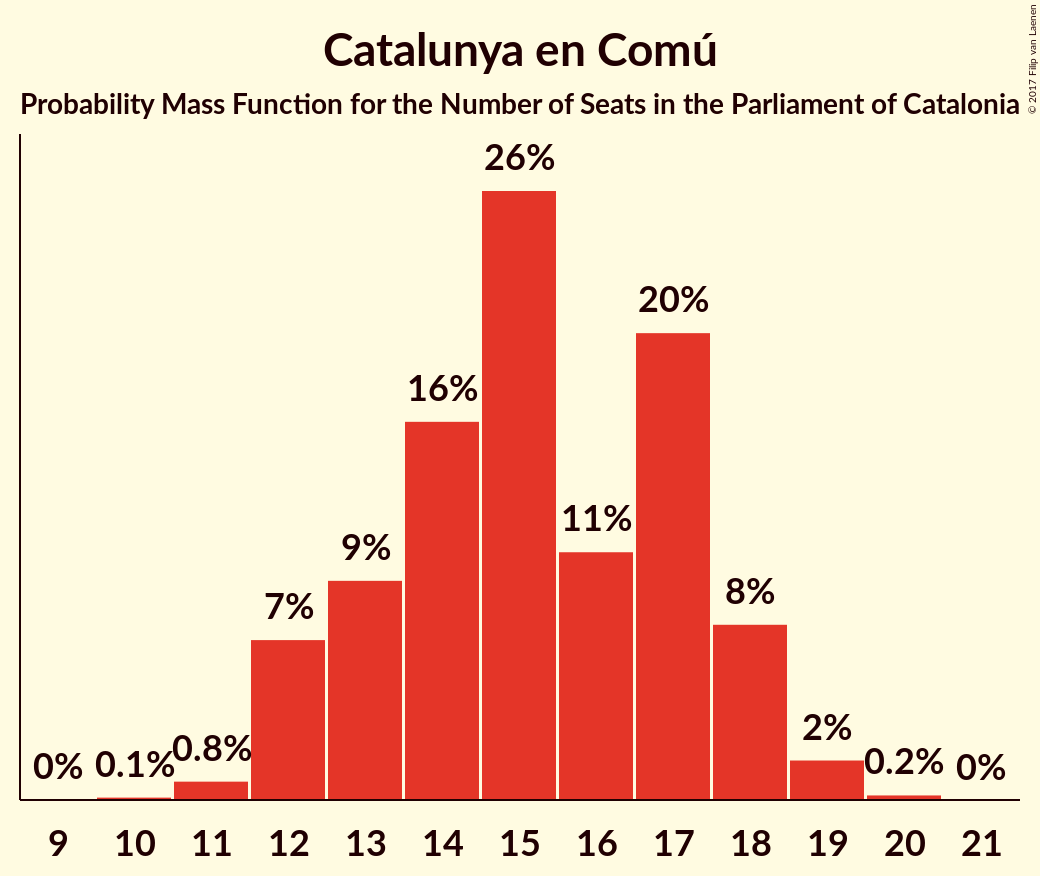 Catalunya en Comú
Probability Mass Function for the Number of Seats in the Parliament of Catalonia
© 2017 Filip van Laenen
0% 0.1% 0.8% 7% 9% 16% 26% 11% 20% 8% 2% 0.2% 0%
9 10 11 12 13 14 15 16 17 18 19 20 21